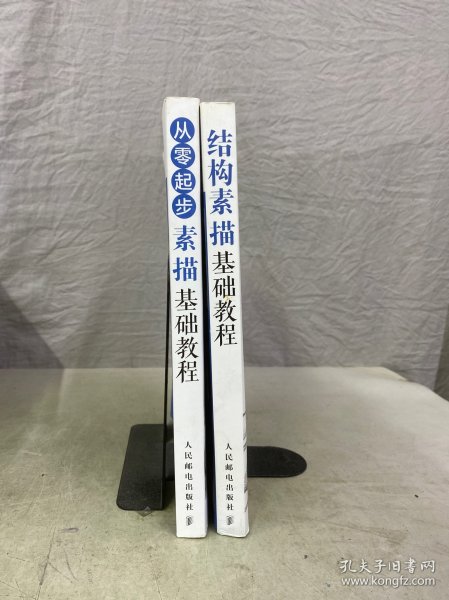 从零起步
素描
基础教程
人民邮电出版社
结构素描
基础教程
人民邮电出版社
孔夫子旧书网
www.kongfz.com